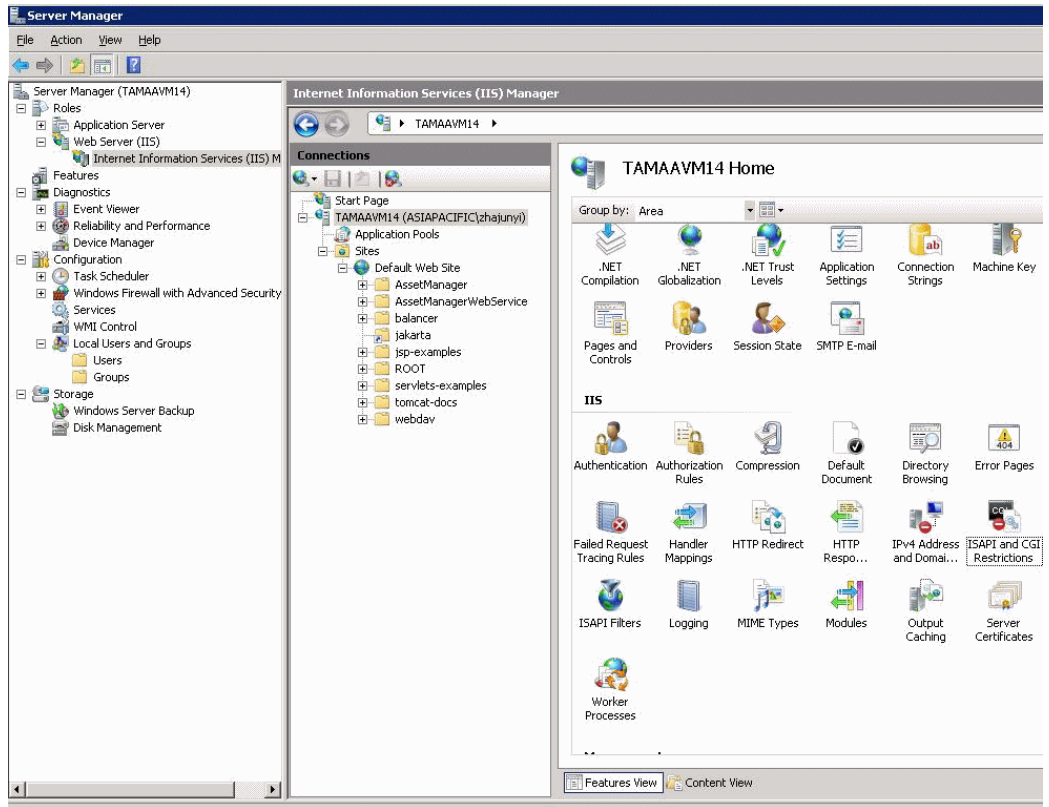 Server Manager
File Action View Help
Server Manager (TAMAAVM14)
Roles
Application Server
Web Server (IIS)
Internet Information Services (IIS) M
Features
Diagnostics
Event Viewer
Reliability and Performance
Device Manager
Configuration
Task Scheduler
Windows Firewall with Advanced Security
Services
WMI Control
Local Users and Groups
Users
Groups
Storage
Windows Server Backup
Disk Management
Internet Information Services (IIS) Manager
TAMAAVM14
Connections
Start Page
TAMAAVM14 (ASIAPACIFIC\zhajunyi)
Application Pools
Sites
Default Web Site
AssetManager
AssetManagerWebService
balancer
jakarta
jsp-examples
ROOT
servlets-examples
tomcat-docs
webdav
TAMAAVM14 Home
Group by: Area
.NET Compilation
.NET Globalization
.NET Trust Levels
Application Settings
ab
Connection Strings
Machine Key
Pages and Controls
Providers
Session State
SMTP E-mail
IIS
Authentication
Authorization Rules
Compression
Default Document
Directory Browsing
404
Error Pages
Failed Request Tracing Rules
Handler Mappings
HTTP Redirect
HTTP Respo...
IPv4 Address and Domai...
ISAPI and CGI Restrictions
ISAPI Filters
Logging
MIME Types
Modules
Output Caching
Server Certificates
Worker Processes
Features View
Content View